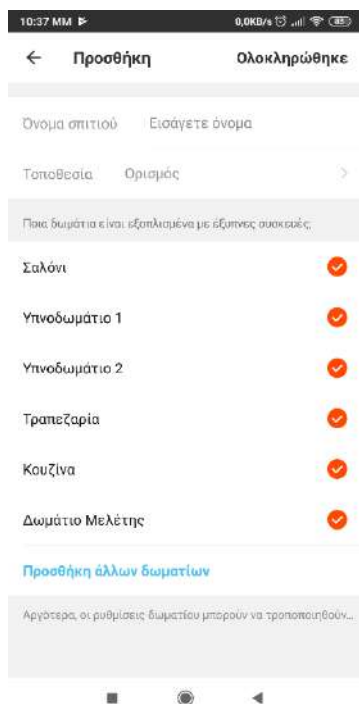 10:37 ΜΜ 0,0KB/s 85
Προσθήκη Ολοκληρώθηκε
Όνομα σπιτιού Εισάγετε όνομα
Τοποθεσία Ορισμός
Ποια δωμάτια είναι εξοπλισμένα με έξυπνες συσκευές;
Σαλόνι
Υπνοδωμάτιο 1
Υπνοδωμάτιο 2
Τραπεζαρία
Κουζίνα
Δωμάτιο Μελέτης
Προσθήκη άλλων δωματίων
Αργότερα, οι ρυθμίσεις δωματίου μπορούν να τροποποιηθούν...